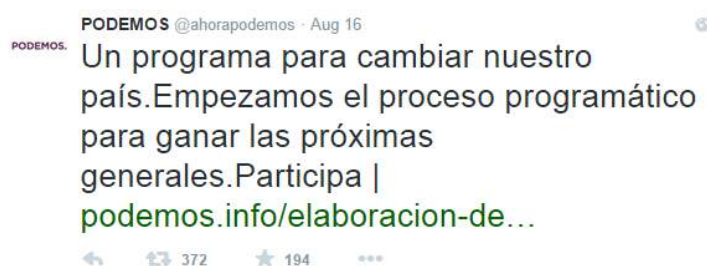 PODEMOS @ahorapodemos · Aug 16
PODEMOS.
Un programa para cambiar nuestro
país.Empezamos el proceso programático
para ganar las próximas
generales.Participa |
podemos.info/elaboracion-de...
372 194